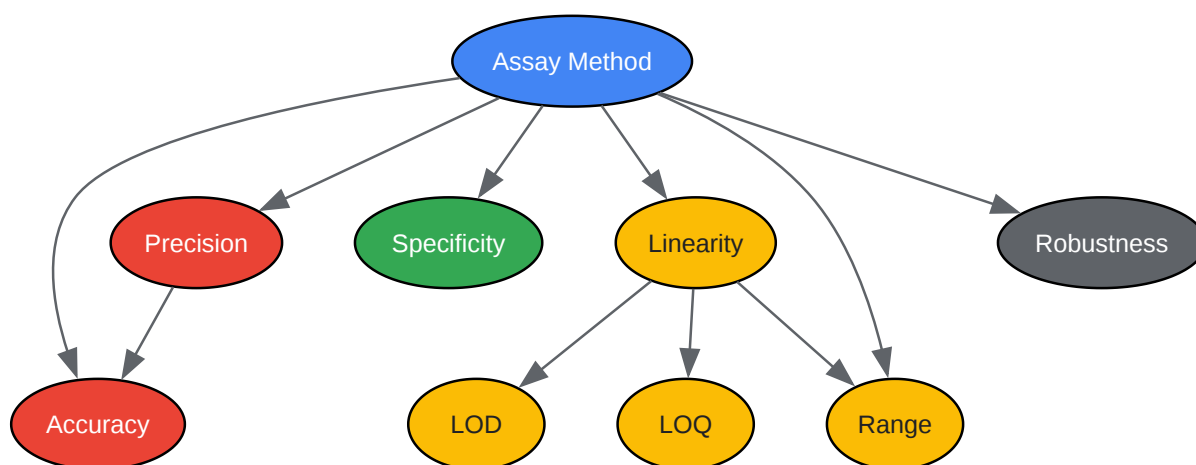 Assay Method
Precision
Specificity
Linearity
Robustness
Accuracy
LOD
LOQ
Range